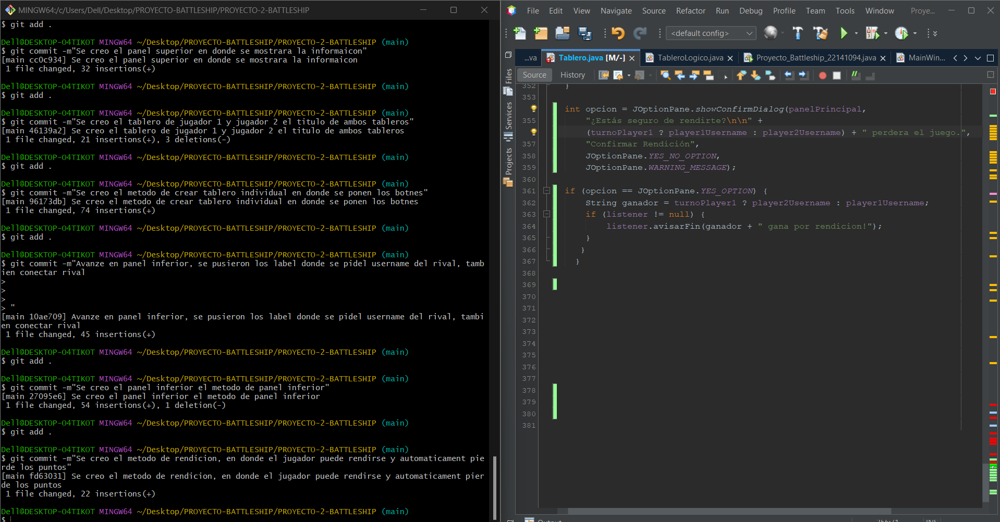 MINGW64:/c/Users/Dell/Desktop/PROYECTO-BATTLESHIP/PROYECTO-2-BATTLESHIP
$ git add .
Dell@DESKTOP-O4TIKOT MINGW64 ~/Desktop/PROYECTO-BATTLESHIP/PROYECTO-2-BATTLESHIP (main)
$ git commit -m"Se creo el panel superior en donde se mostrara la informaicon"
[main cc0c934] Se creo el panel superior en donde se mostrara la informaicon
1 file changed, 32 insertions(+)
Dell@DESKTOP-O4TIKOT MINGW64 ~/Desktop/PROYECTO-BATTLESHIP/PROYECTO-2-BATTLESHIP (main)
$ git add .
Dell@DESKTOP-O4TIKOT MINGW64 ~/Desktop/PROYECTO-BATTLESHIP/PROYECTO-2-BATTLESHIP (main)
$ git commit -m"Se creo el tablero de jugador 1 y jugador 2 el titulo de ambos tableros"
[main 46139a2] Se creo el tablero de jugador 1 y jugador 2 el titulo de ambos tableros
1 file changed, 21 insertions(+), 3 deletions(-)
Dell@DESKTOP-O4TIKOT MINGW64 ~/Desktop/PROYECTO-BATTLESHIP/PROYECTO-2-BATTLESHIP (main)
$ git add .
Dell@DESKTOP-O4TIKOT MINGW64 ~/Desktop/PROYECTO-BATTLESHIP/PROYECTO-2-BATTLESHIP (main)
$ git commit -m"Se creo el metodo de crear tablero individual en donde se ponen los botnes"
[main 96173db] Se creo el metodo de crear tablero individual en donde se ponen los botnes
1 file changed, 74 insertions(+)
Dell@DESKTOP-O4TIKOT MINGW64 ~/Desktop/PROYECTO-BATTLESHIP/PROYECTO-2-BATTLESHIP (main)
$ git add .
Dell@DESKTOP-O4TIKOT MINGW64 ~/Desktop/PROYECTO-BATTLESHIP/PROYECTO-2-BATTLESHIP (main)
$ git commit -m"Avanze en panel inferior, se pusieron los label donde se pidel username del rival, tamb
ien conectar rival
>
>
>
> "
[main 10ae709] Avanze en panel inferior, se pusieron los label donde se pidel username del rival, tambi
en conectar rival
1 file changed, 45 insertions(+)
Dell@DESKTOP-O4TIKOT MINGW64 ~/Desktop/PROYECTO-BATTLESHIP/PROYECTO-2-BATTLESHIP (main)
$ git add .
Dell@DESKTOP-O4TIKOT MINGW64 ~/Desktop/PROYECTO-BATTLESHIP/PROYECTO-2-BATTLESHIP (main)
$ git commit -m"Se creo el panel inferior el metodo de panel inferior"
[main 27095e6] Se creo el panel inferior el metodo de panel inferior
1 file changed, 54 insertions(+), 1 deletion(-)
Dell@DESKTOP-O4TIKOT MINGW64 ~/Desktop/PROYECTO-BATTLESHIP/PROYECTO-2-BATTLESHIP (main)
$ git add .
Dell@DESKTOP-O4TIKOT MINGW64 ~/Desktop/PROYECTO-BATTLESHIP/PROYECTO-2-BATTLESHIP (main)
$ git commit -m"Se creo el metodo de rendicion, en donde el jugador puede rendirse y automaticament pie
rde los puntos"
[main fd63031] Se creo el metodo de rendicion, en donde el jugador puede rendirse y automaticament pier
de los puntos
1 file changed, 22 insertions(+)
Dell@DESKTOP-O4TIKOT MINGW64 ~/Desktop/PROYECTO-BATTLESHIP/PROYECTO-2-BATTLESHIP (main)
$
File Edit View Navigate Source Refactor Run Debug Profile Team Tools Window Proye...
<default config>
...va Tablero.java [M/-] TableroLogico.java Proyecto_Battleship_22141094.java MainWin...
Source History
Files
Services
Projects
352 }
353
int opcion = JOptionPane.showConfirmDialog(panelPrincipal,
355 "¿Estás seguro de rendirte?\n\n" +
(turnoPlayer1 ? player1Username : player2Username) + " perdera el juego.",
357 "Confirmar Rendición",
358 JOptionPane.YES_NO_OPTION,
359 JOptionPane.WARNING_MESSAGE);
360
361 if (opcion == JOptionPane.YES_OPTION) {
362 String ganador = turnoPlayer1 ? player2Username : player1Username;
363 if (listener != null) {
364 listener.avisarFin(ganador + " gana por rendicion!");
365 }
366 }
367 }
368
369
370
371
372
373
374
375
376
377
378
379
380
381
Output